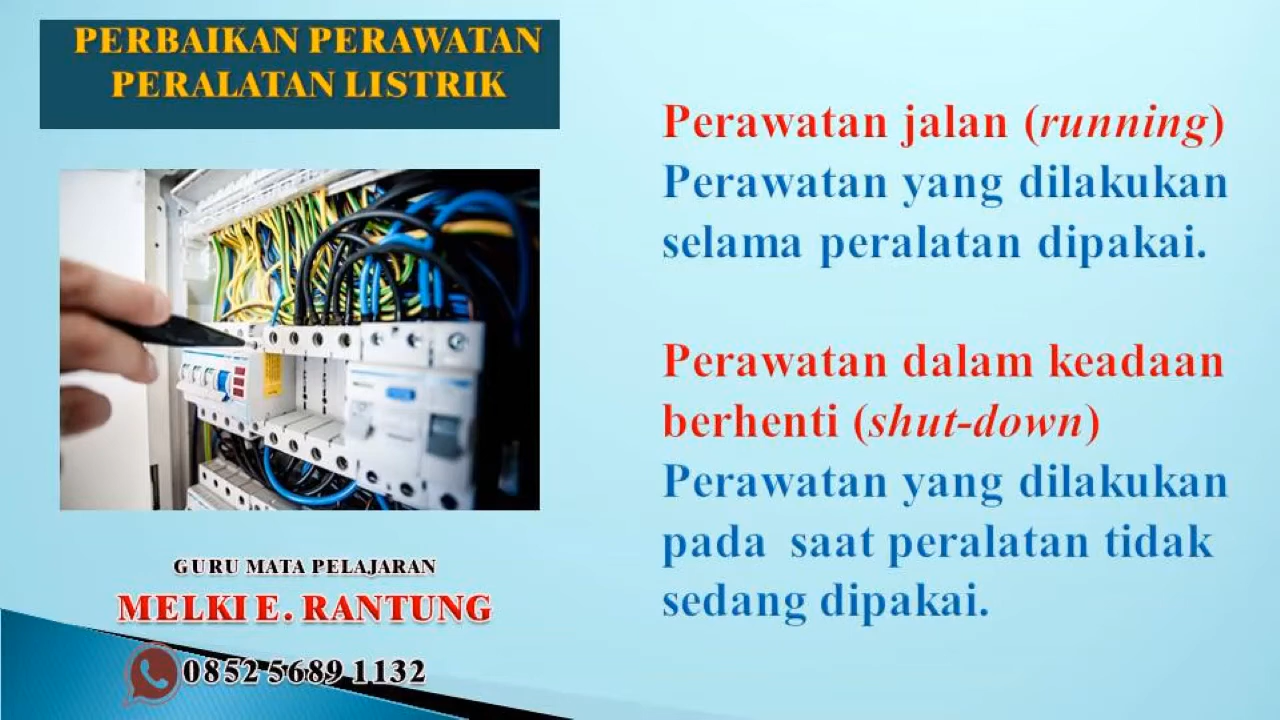 PERBAIKAN PERAWATAN
PERALATAN LISTRIK
GURU MATA PELAJARAN
MELKI E. RANTUNG
0852 5689 1132
Perawatan jalan (running)
Perawatan yang dilakukan
selama peralatan dipakai.
Perawatan dalam keadaan
berhenti (shut-down)
Perawatan yang dilakukan
pada saat peralatan tidak
sedang dipakai.